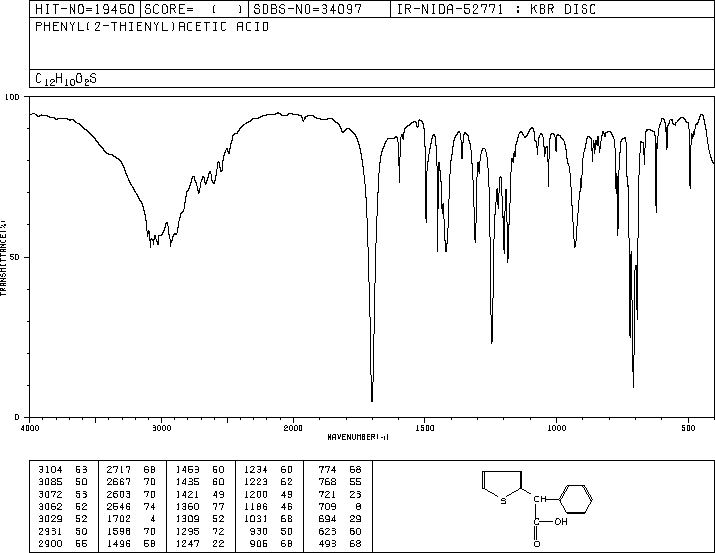 HIT-NO=19450 SCORE= ( ) SDBS-NO=34097 IR-NIDA-52771 : KBR DISC
PHENYL(2-THIENYL)ACETIC ACID
C12H10O2S
100
50
0
TRANSMITTANCE(%)
4000 3000 2000 1500 1000 500
WAVENUMBER(-1)
3104 53 2717 68 1453 60 1234 60 774 58
3085 50 2667 70 1435 60 1223 62 768 55
3072 53 2603 70 1421 49 1200 49 721 23
3062 52 2546 74 1360 77 1186 46 709 8
3029 52 1702 4 1309 52 1031 68 694 29
2931 50 1598 70 1295 72 930 50 623 60
2900 55 1496 58 1247 22 906 68 493 68
S
CH
C—OH
O